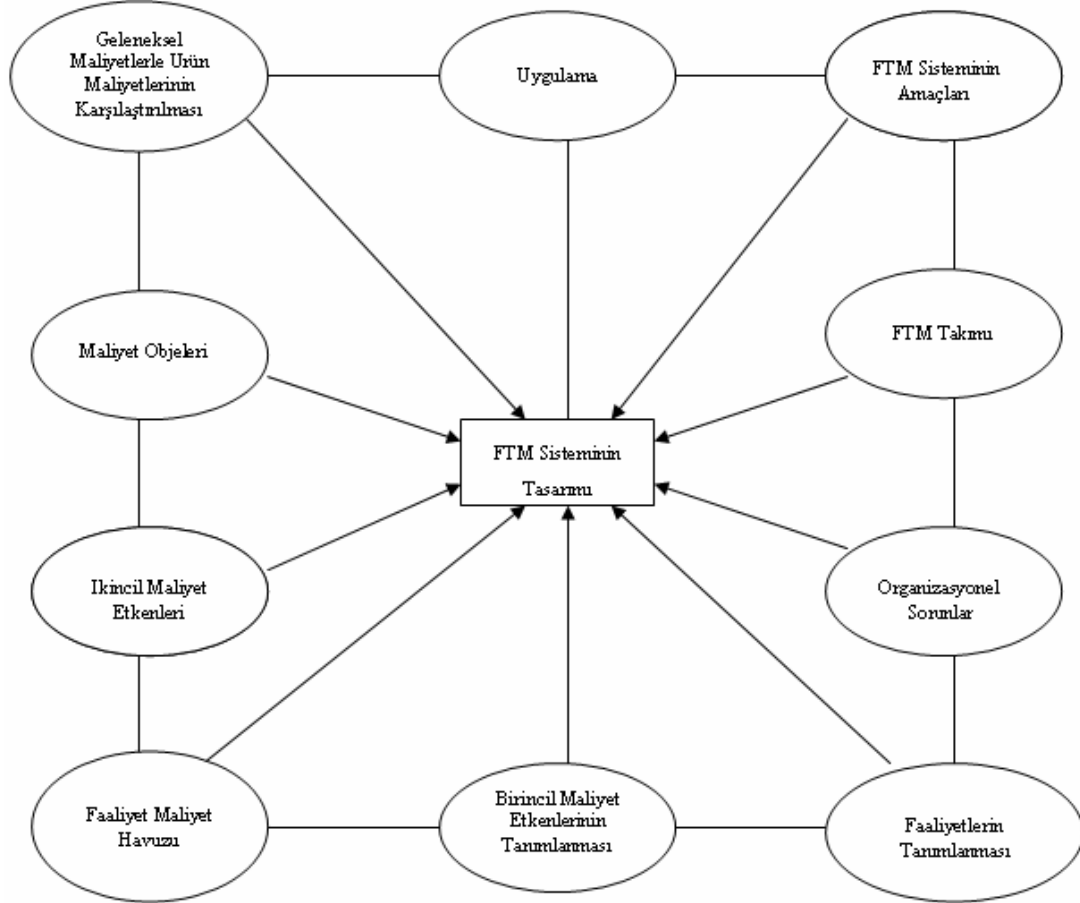 Geleneksel
Maliyetlerle Ürün
Maliyetlerinin
Karşılaştırılması
Uygulama
FTM Sisteminin
Amaçları
Maliyet Objeleri
FTM Takımı
FTM Sisteminin
Tasarımı
İkincil Maliyet
Etkenleri
Organizasyonel
Sorunlar
Faaliyet Maliyet
Havuzu
Birincil Maliyet
Etkenlerinin
Tanımlanması
Faaliyetlerin
Tanımlanması